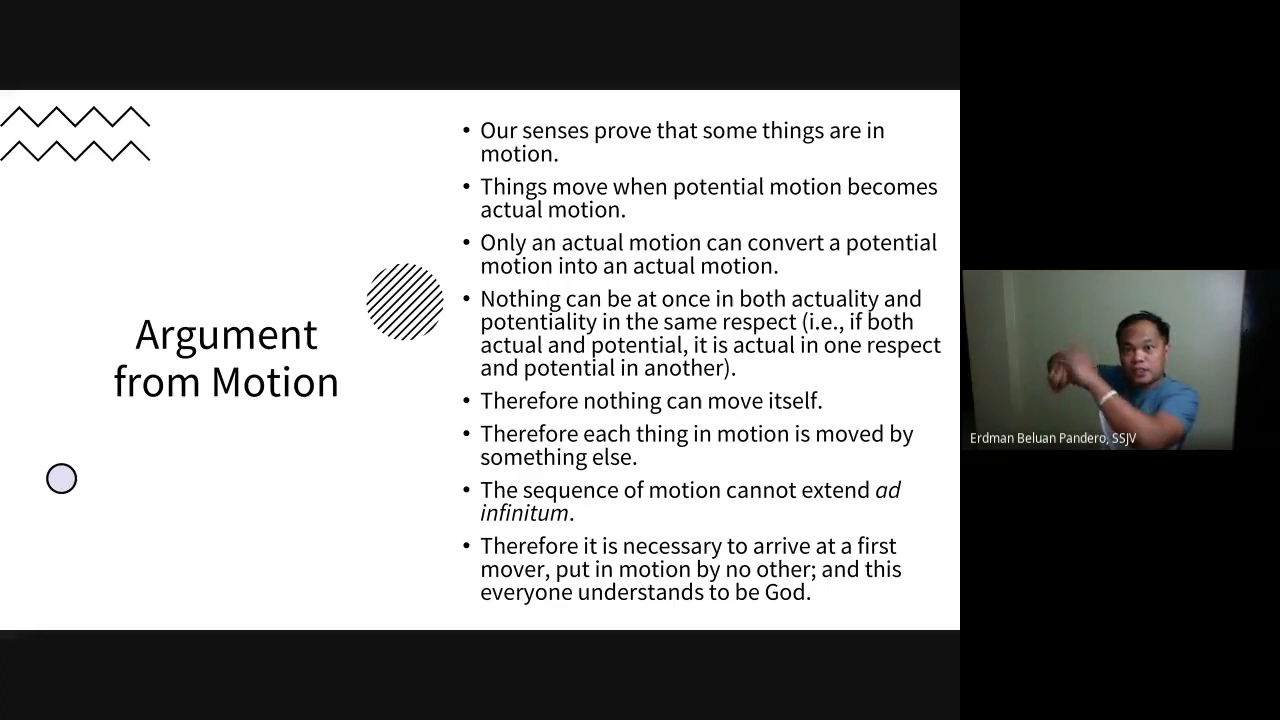 Argument
from Motion
• Our senses prove that some things are in
motion.
• Things move when potential motion becomes
actual motion.
• Only an actual motion can convert a potential
motion into an actual motion.
• Nothing can be at once in both actuality and
potentiality in the same respect (i.e., if both
actual and potential, it is actual in one respect
and potential in another).
• Therefore nothing can move itself.
• Therefore each thing in motion is moved by
something else.
• The sequence of motion cannot extend ad
infinitum.
• Therefore it is necessary to arrive at a first
mover, put in motion by no other; and this
everyone understands to be God.
Erdman Beluan Pandero, SSJV